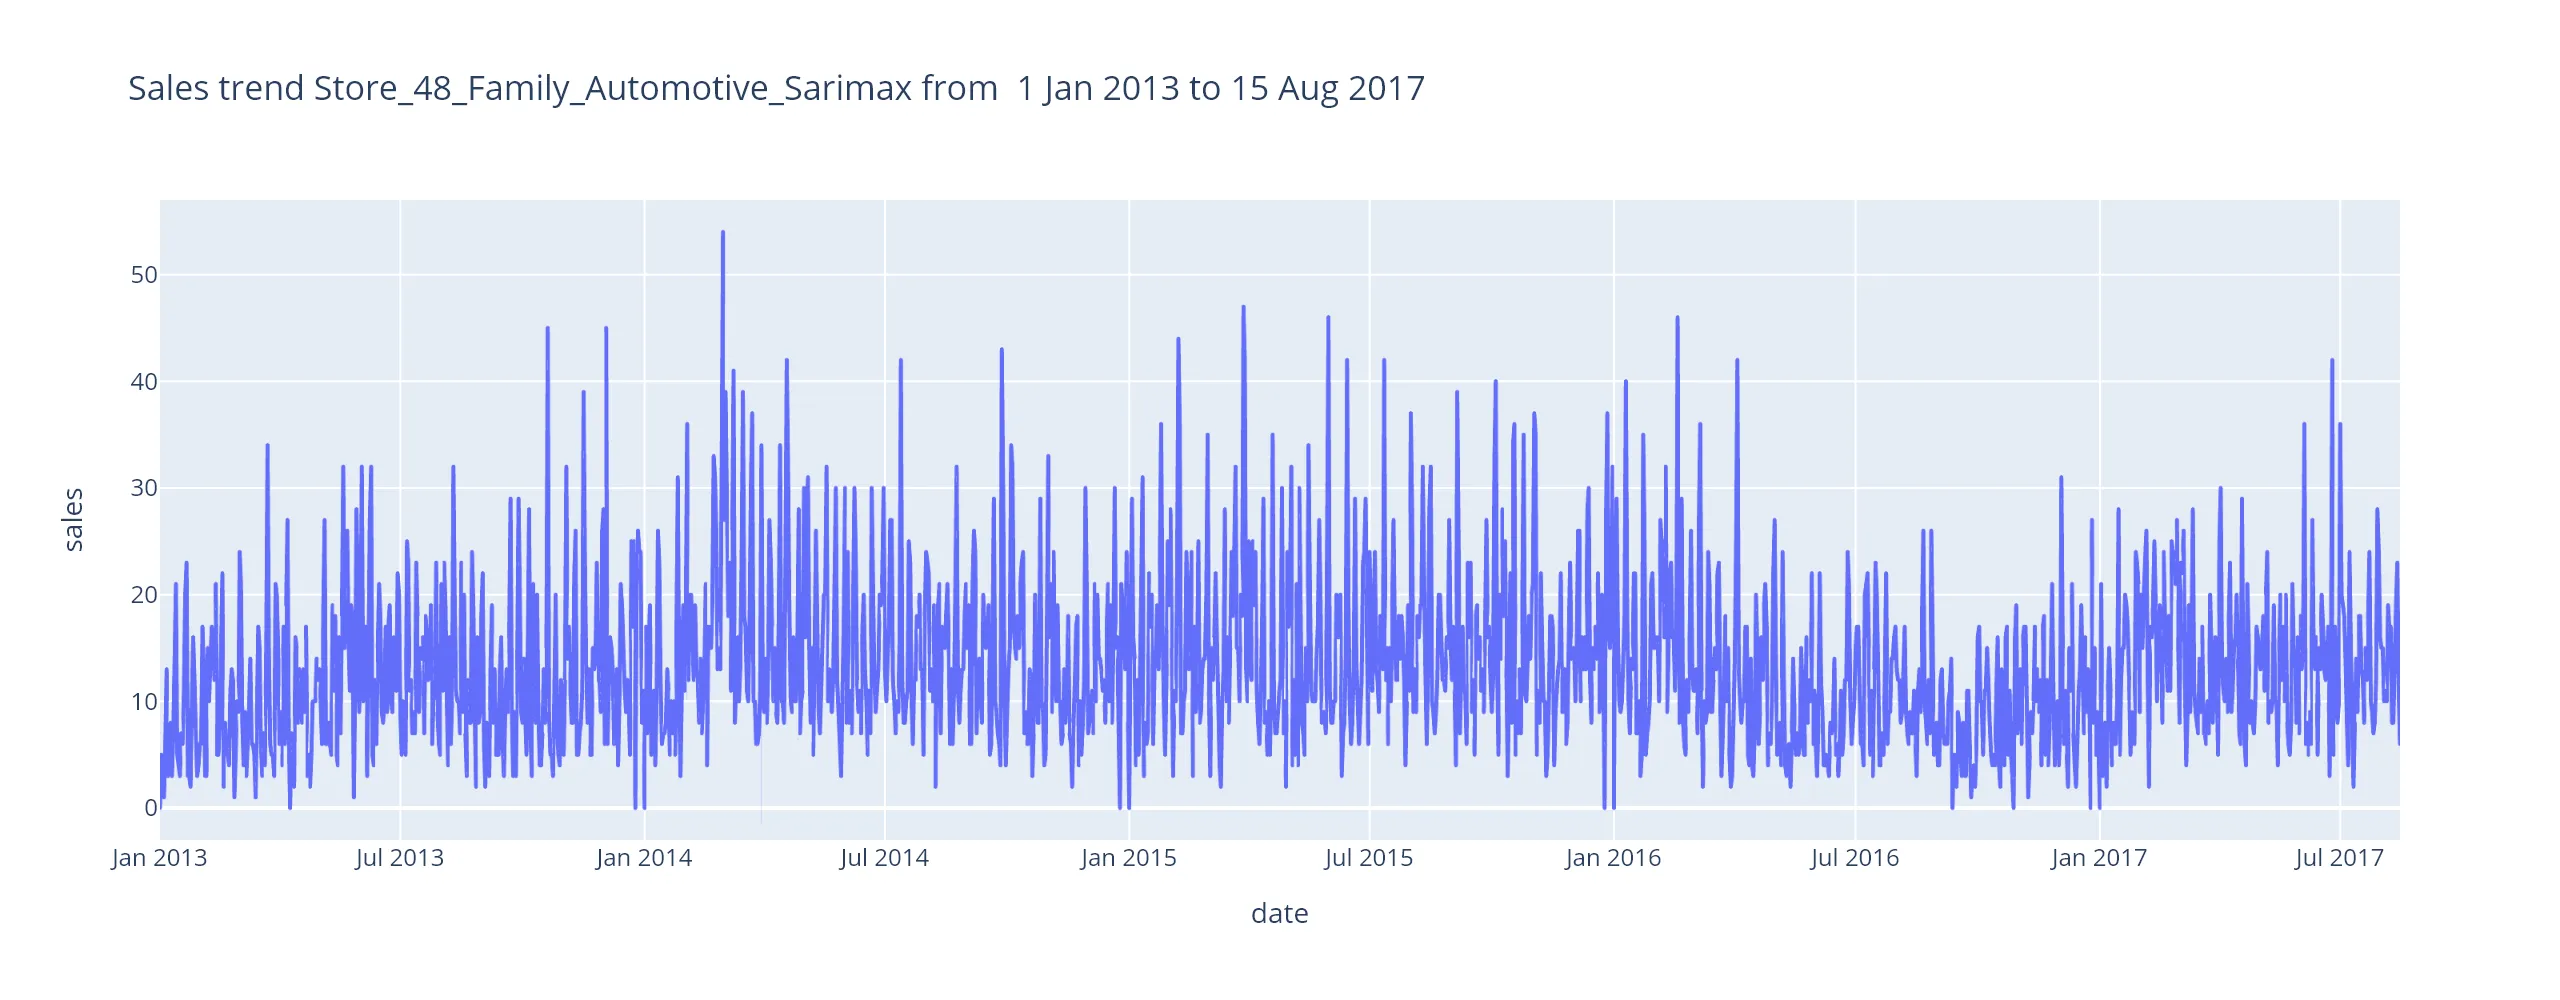 Sales trend Store_48_Family_Automotive_Sarimax from  1 Jan 2013 to 15 Aug 2017
50
40
30
20
10
0
sales
Jan 2013 Jul 2013 Jan 2014 Jul 2014 Jan 2015 Jul 2015 Jan 2016 Jul 2016 Jan 2017 Jul 2017
date